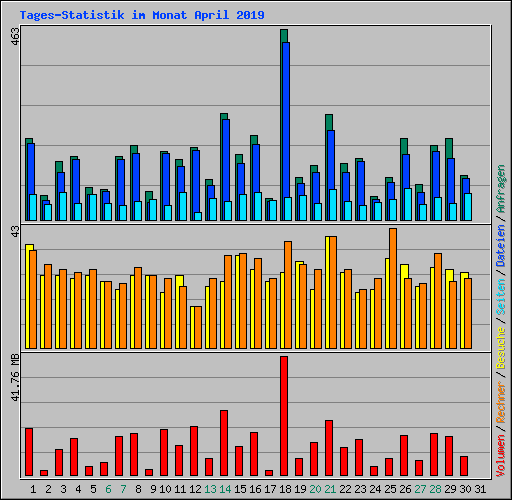 Tages-Statistik im Monat April 2019
463
43
41.76 MB
Volumen / Rechner / Besuche / Seiten / Dateien / Anfragen
1 2 3 4 5 6 7 8 9 10 11 12 13 14 15 16 17 18 19 20 21 22 23 24 25 26 27 28 29 30 31